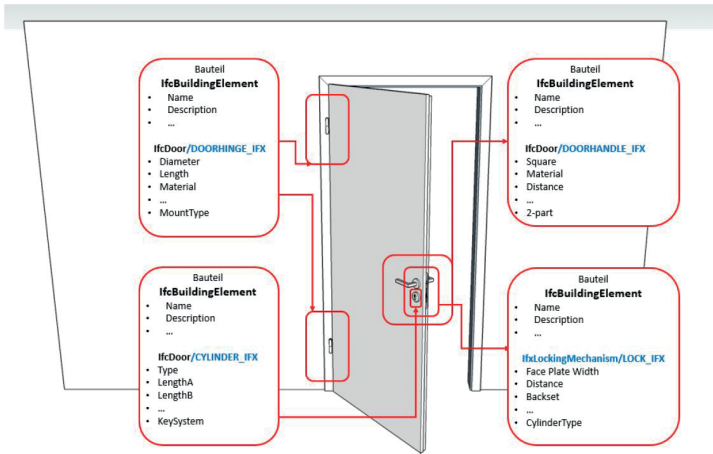 Bauteil
IfcBuildingElement
• Name
• Description
• ...
IfcDoor/DOORHINGE_IFX
• Diameter
• Length
• Material
• ...
• MountType
Bauteil
IfcBuildingElement
• Name
• Description
• ...
IfcDoor/DOORHANDLE_IFX
• Square
• Material
• Distance
• ...
• 2-part
Bauteil
IfcBuildingElement
• Name
• Description
• ...
IfcDoor/CYLINDER_IFX
• Type
• LengthA
• LengthB
• ...
• KeySystem
Bauteil
IfcBuildingElement
• Name
• Description
• ...
IfxLockingMechanism/LOCK_IFX
• Face Plate Width
• Distance
• Backset
• ...
• CylinderType